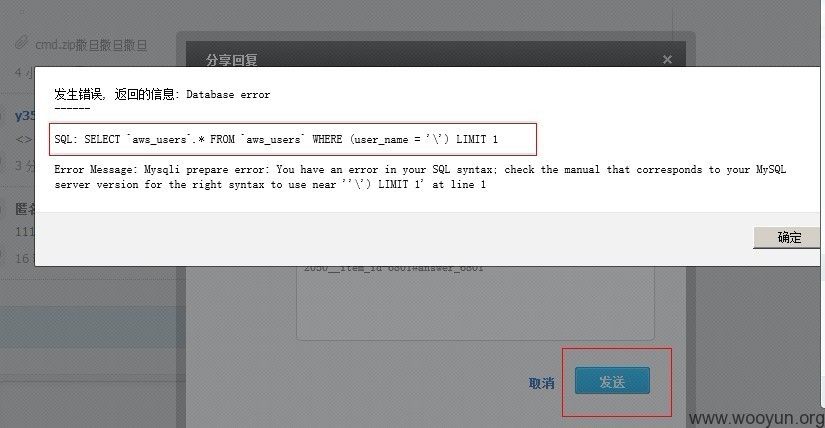 cmd.zip撒旦撒旦撒旦
分享回复
×
4 小
发生错误, 返回的信息: Database error
------
y35
SQL: SELECT `aws_users`.* FROM `aws_users` WHERE (user_name = '\') LIMIT 1
<>
3 分
Error Message: Mysqli prepare error: You have an error in your SQL syntax; check the manual that corresponds to your MySQL
server version for the right syntax to use near ''\') LIMIT 1' at line 1
匿名
111
确定
16
2050__item_id-6801#answer_6801
取消
发送
www.wooyun.org